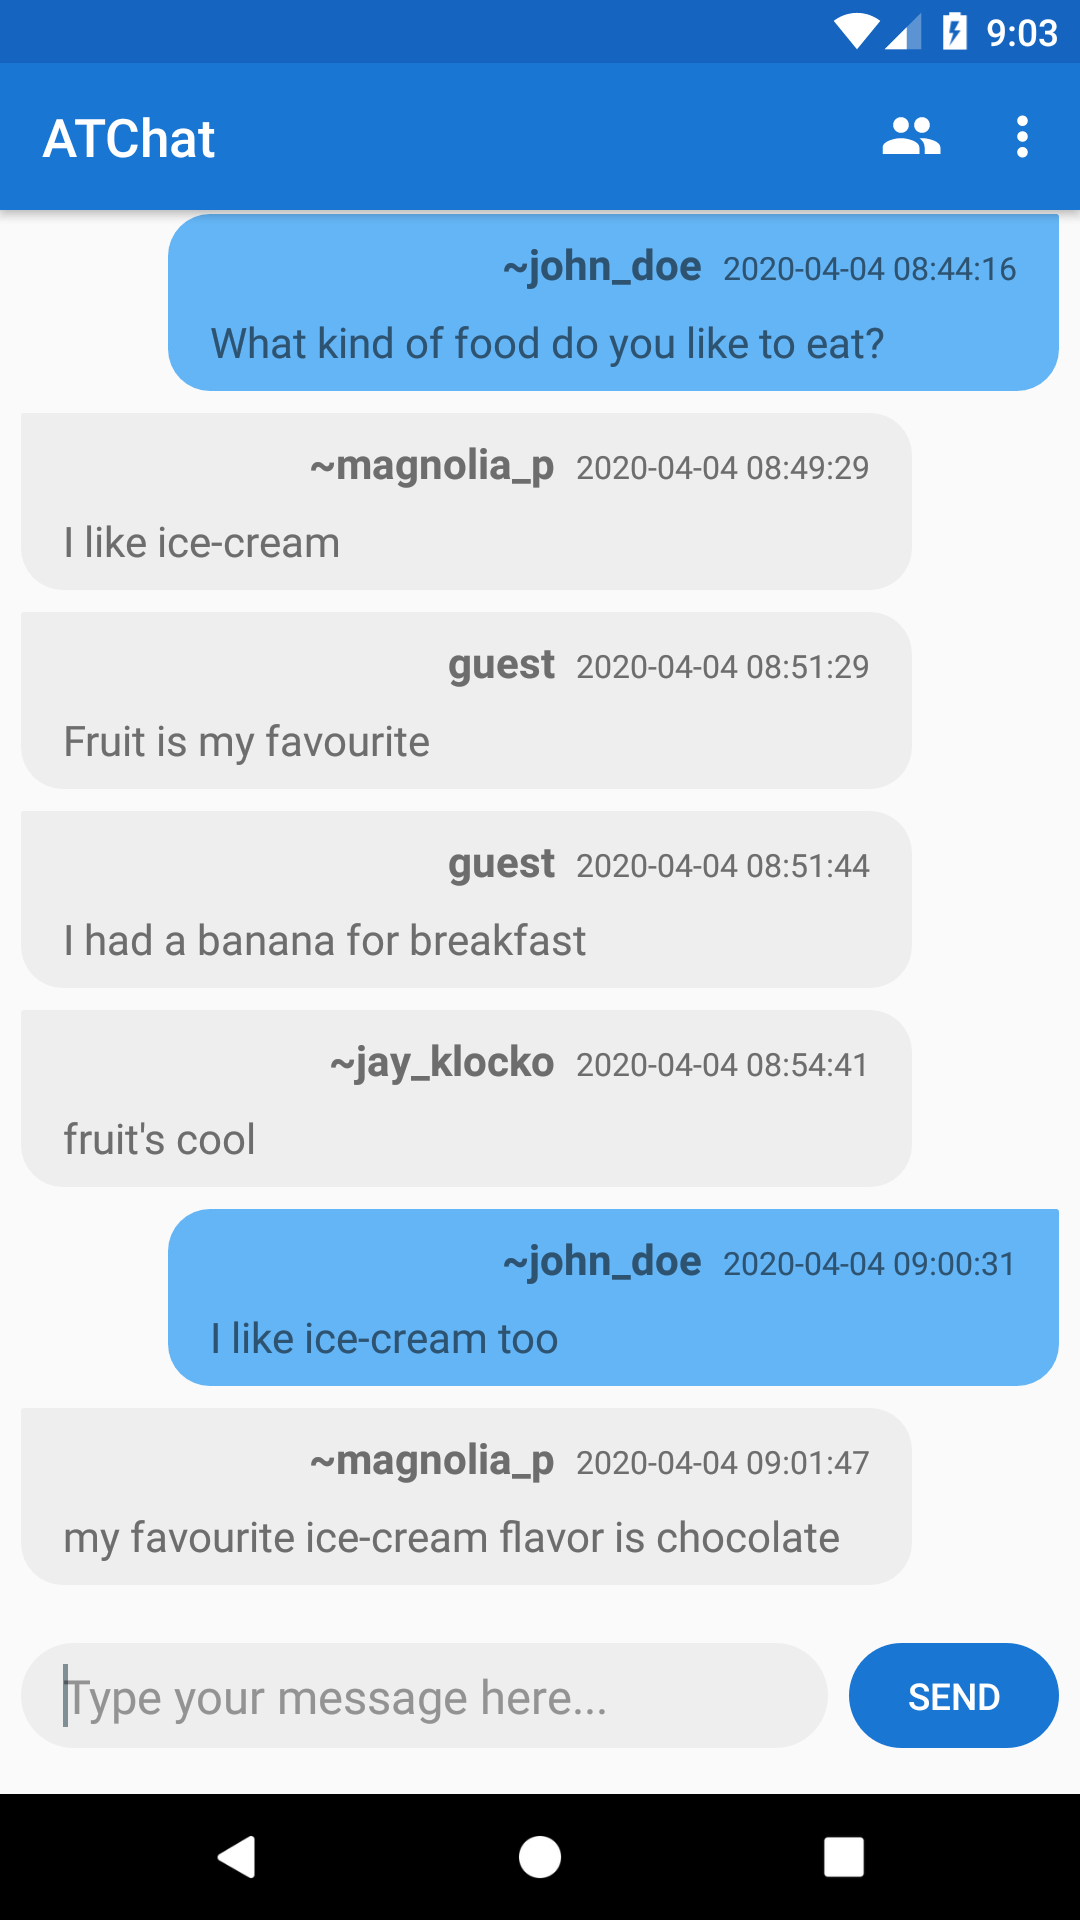 9:03
ATChat
~john_doe 2020-04-04 08:44:16
What kind of food do you like to eat?
~magnolia_p 2020-04-04 08:49:29
I like ice-cream
guest 2020-04-04 08:51:29
Fruit is my favourite
guest 2020-04-04 08:51:44
I had a banana for breakfast
~jay_klocko 2020-04-04 08:54:41
fruit's cool
~john_doe 2020-04-04 09:00:31
I like ice-cream too
~magnolia_p 2020-04-04 09:01:47
my favourite ice-cream flavor is chocolate
Type your message here... SEND